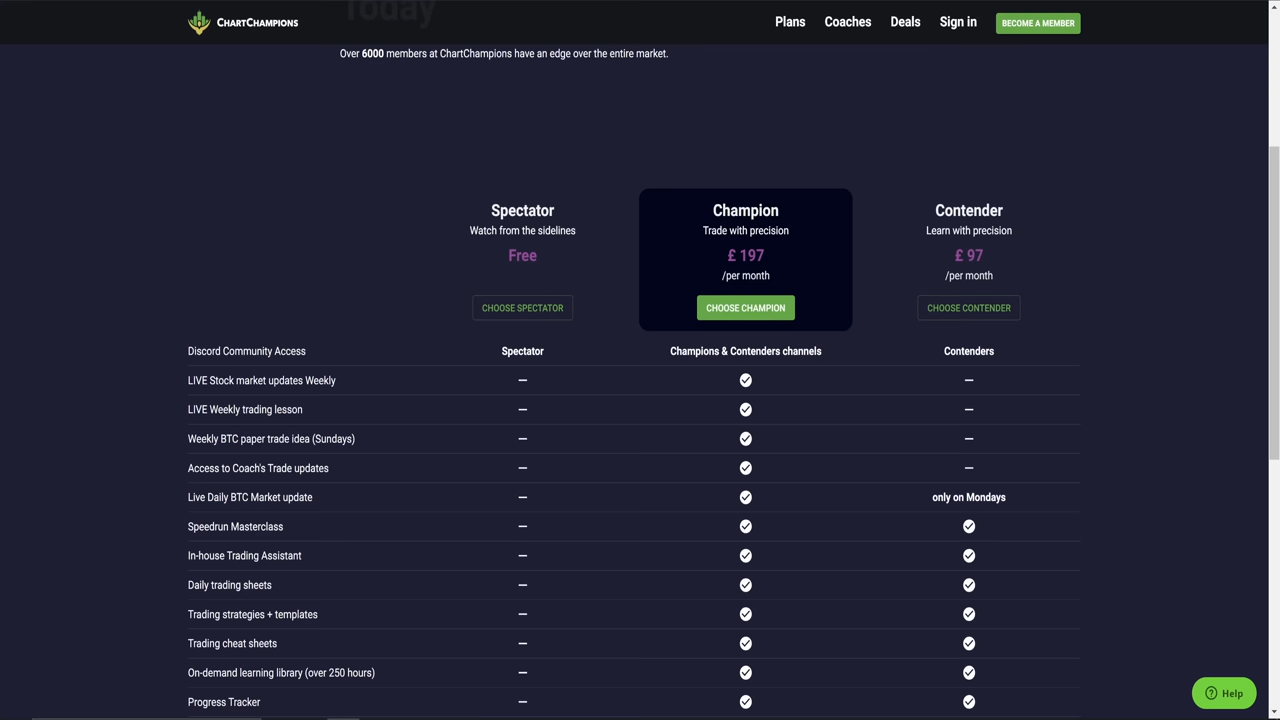 Today
ChartChampions
Plans
Coaches
Deals
Sign in
BECOME A MEMBER
Over 6000 members at ChartChampions have an edge over the entire market.
Spectator
Watch from the sidelines
Free
CHOOSE SPECTATOR
Champion
Trade with precision
£ 197
/per month
CHOOSE CHAMPION
Contender
Learn with precision
£ 97
/per month
CHOOSE CONTENDER
Discord Community Access
Spectator
Champions & Contenders channels
Contenders
LIVE Stock market updates Weekly
LIVE Weekly trading lesson
Weekly BTC paper trade idea (Sundays)
Access to Coach's Trade updates
Live Daily BTC Market update
only on Mondays
Speedrun Masterclass
In-house Trading Assistant
Daily trading sheets
Trading strategies + templates
Trading cheat sheets
On-demand learning library (over 250 hours)
Progress Tracker
Help